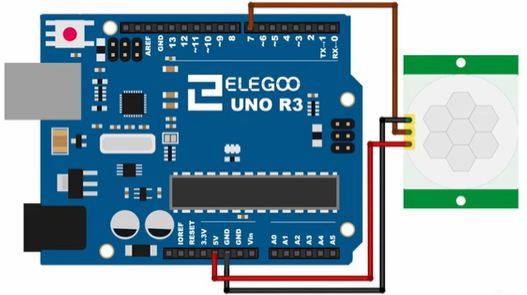 AREF
GND
13
12
~11
~10
~9
8
7
~6
~5
4
~3
2
TX→1
RX←0
ELEGOO
UNO R3
IOREF
RESET
3.3V
5V
GND
GND
Vin
A0
A1
A2
A3
A4
A5